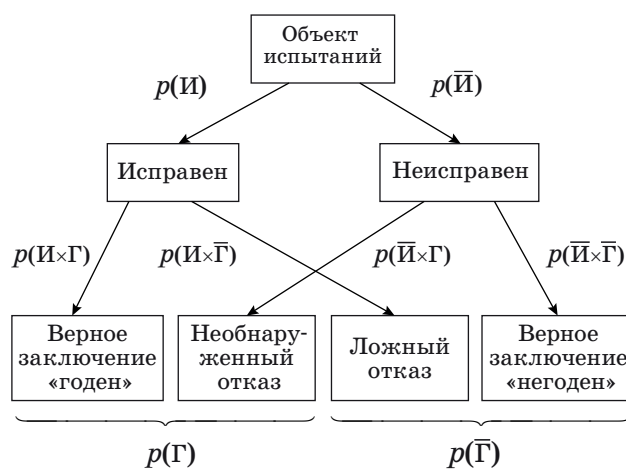 Объект
испытаний
p(И)
p(И̅)
Исправен
Неисправен
p(И×Г)
p(И×Г̅)
p(И̅×Г)
p(И̅×Г̅)
Верное
заключение
«годен»
Необнару-
женный
отказ
Ложный
отказ
Верное
заключение
«негоден»
p(Г)
p(Г̅)